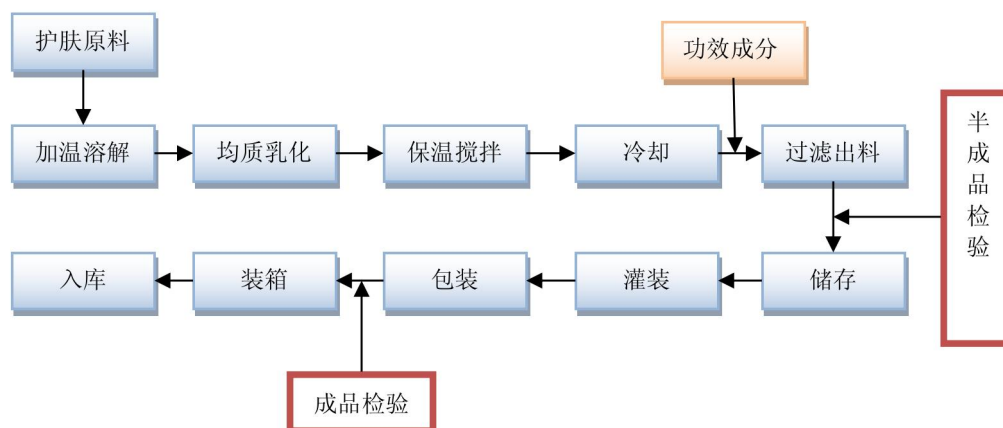 护肤原料
功效成分
加温溶解
均质乳化
保温搅拌
冷却
过滤出料
半
成
品
检
验
入库
装箱
包装
灌装
储存
成品检验